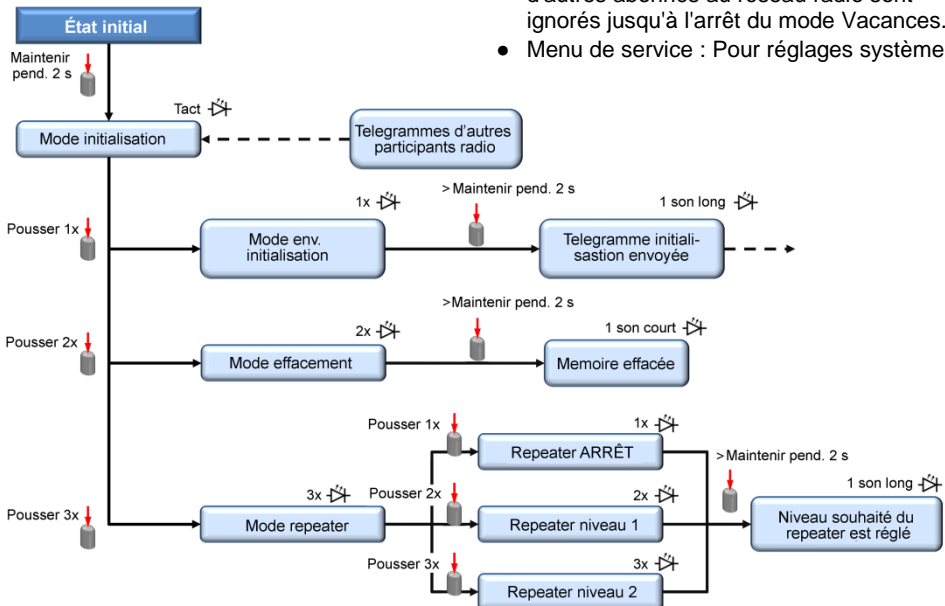 d'autres abonnés au réseau radio sont
ignorés jusqu'à l'arrêt du mode Vacances.
● Menu de service : Pour réglages système
État initial
Maintenir
pend. 2 s
Tact
Mode initialisation
Telegrammes d'autres
participants radio
Pousser 1x
1x
Mode env.
initialisation
> Maintenir pend. 2 s
1 son long
Telegramme initiali-
sastion envoyée
Pousser 2x
2x
Mode effacement
>Maintenir pend. 2 s
1 son court
Memoire effacée
Pousser 3x
3x
Mode repeater
Pousser 1x
1x
Repeater ARRÊT
Pousser 2x
2x
Repeater niveau 1
Pousser 3x
3x
Repeater niveau 2
>Maintenir pend. 2 s
1 son long
Niveau souhaité du
repeater est réglé